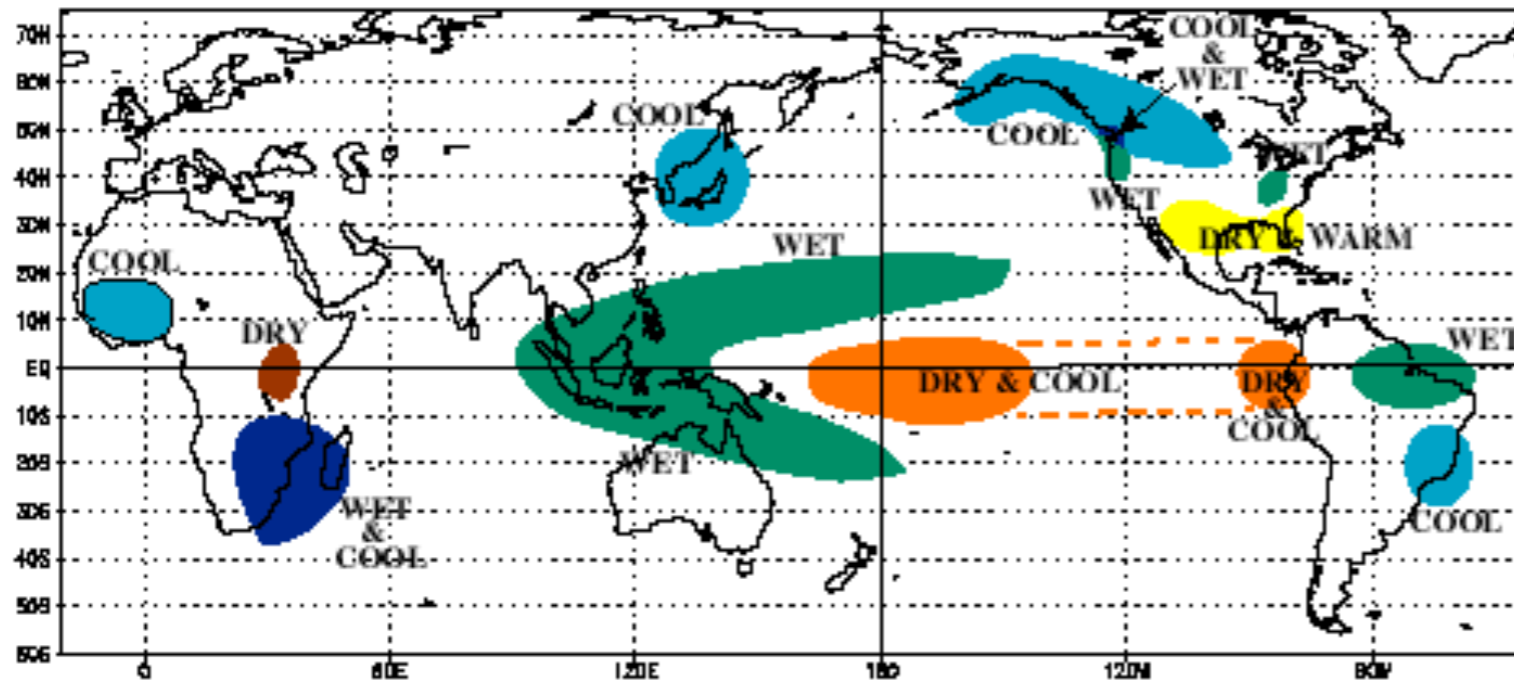 COOL
&
WET
COOL
COOL
WET
WET
DRY & WARM
COOL
WET
DRY
WET
DRY & COOL
DRY
&
COOL
WET
WET
&
COOL
COOL
70N
60N
50N
40N
30N
20N
10N
EQ
10S
20S
30S
40S
50S
60S
0
60E
120E
180
120W
60W